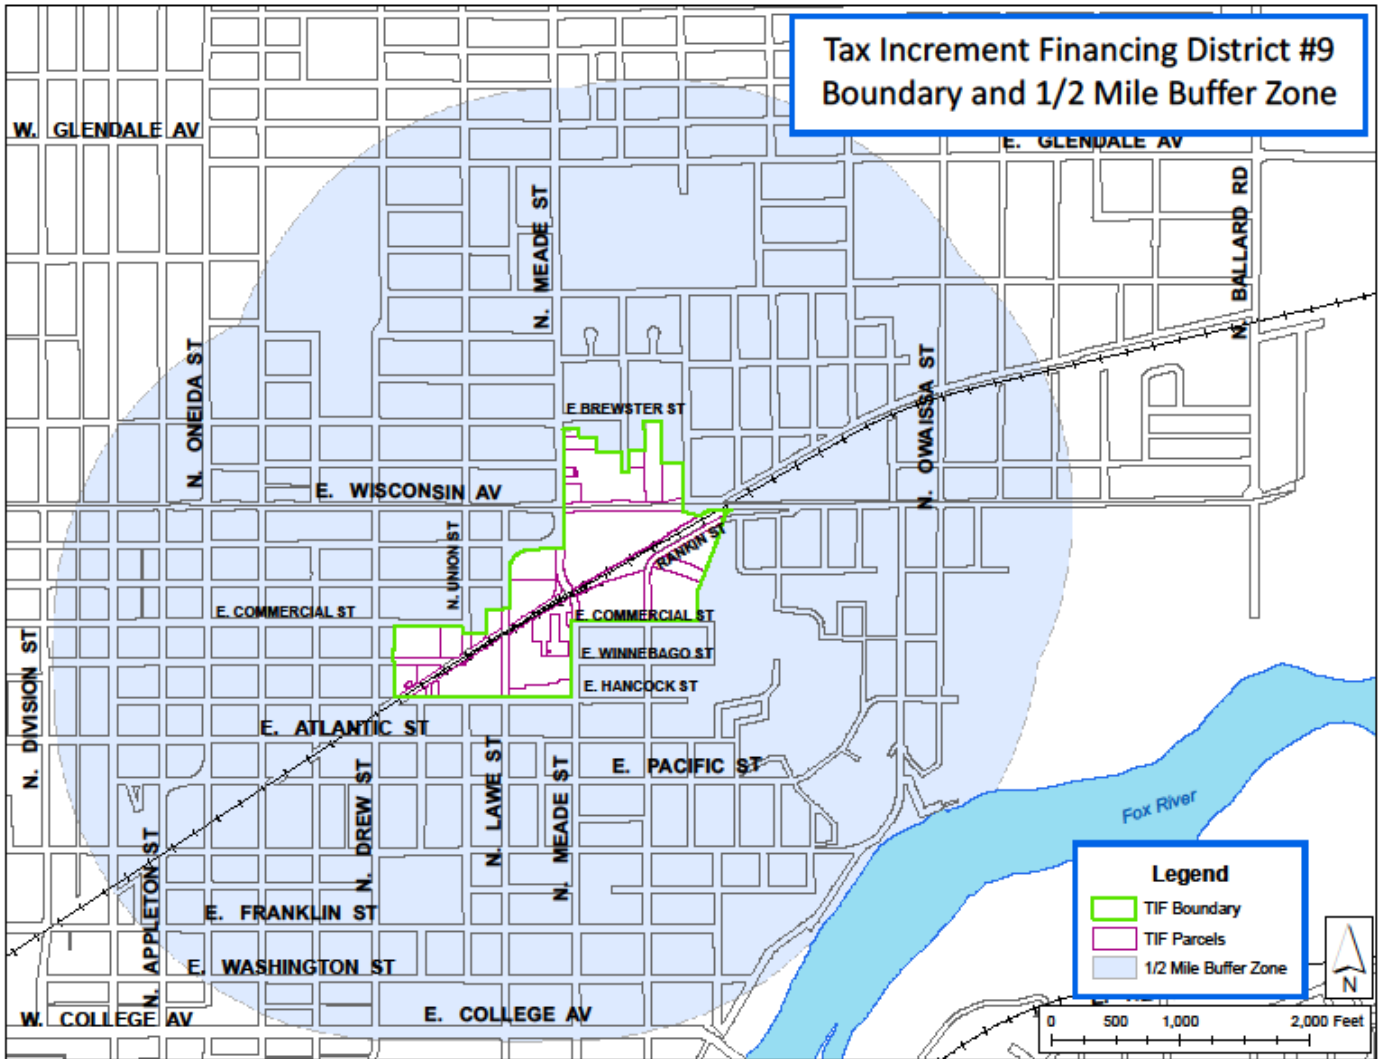 Tax Increment Financing District #9
Boundary and 1/2 Mile Buffer Zone
W. GLENDALE AV
E. GLENDALE AV
N. MEADE ST
N. BALLARD RD
N. ONEIDA ST
N. OWAISSA ST
E.BREWSTER ST
E. WISCONSIN AV
RANKIN ST
N. UNION ST
E. COMMERCIAL ST
E. COMMERCIAL ST
E. WINNEBAGO ST
E. HANCOCK ST
N. DIVISION ST
E. ATLANTIC ST
E. PACIFIC ST
N. DREW ST
N. LAWE ST
N. MEADE ST
N. APPLETON ST
Fox River
E. FRANKLIN ST
E. WASHINGTON ST
E. COLLEGE AV
W. COLLEGE AV
Legend
TIF Boundary
TIF Parcels
1/2 Mile Buffer Zone
N
0 500 1,000 2,000 Feet